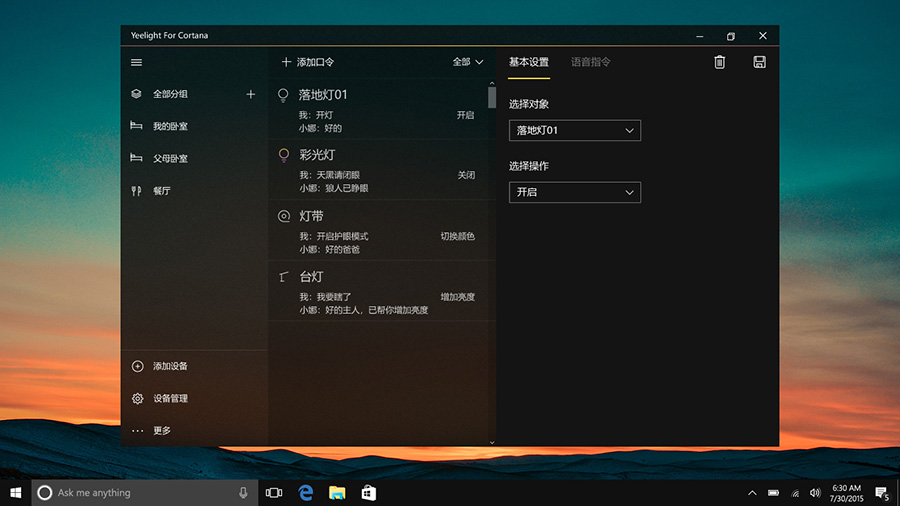 Yeelight For Cortana
全部分组
我的卧室
父母卧室
餐厅
添加设备
设备管理
更多
添加口令
全部
落地灯01
我：开灯
开启
小娜：好的
彩光灯
我：天黑请闭眼
关闭
小娜：狼人已睁眼
灯带
我：开启护眼模式
切换颜色
小娜：好的爸爸
台灯
我：我要瞎了
增加亮度
小娜：好的主人，已帮你增加亮度
基本设置
语音指令
选择对象
落地灯01
选择操作
开启
Ask me anything
6:30 AM
7/30/2015
5